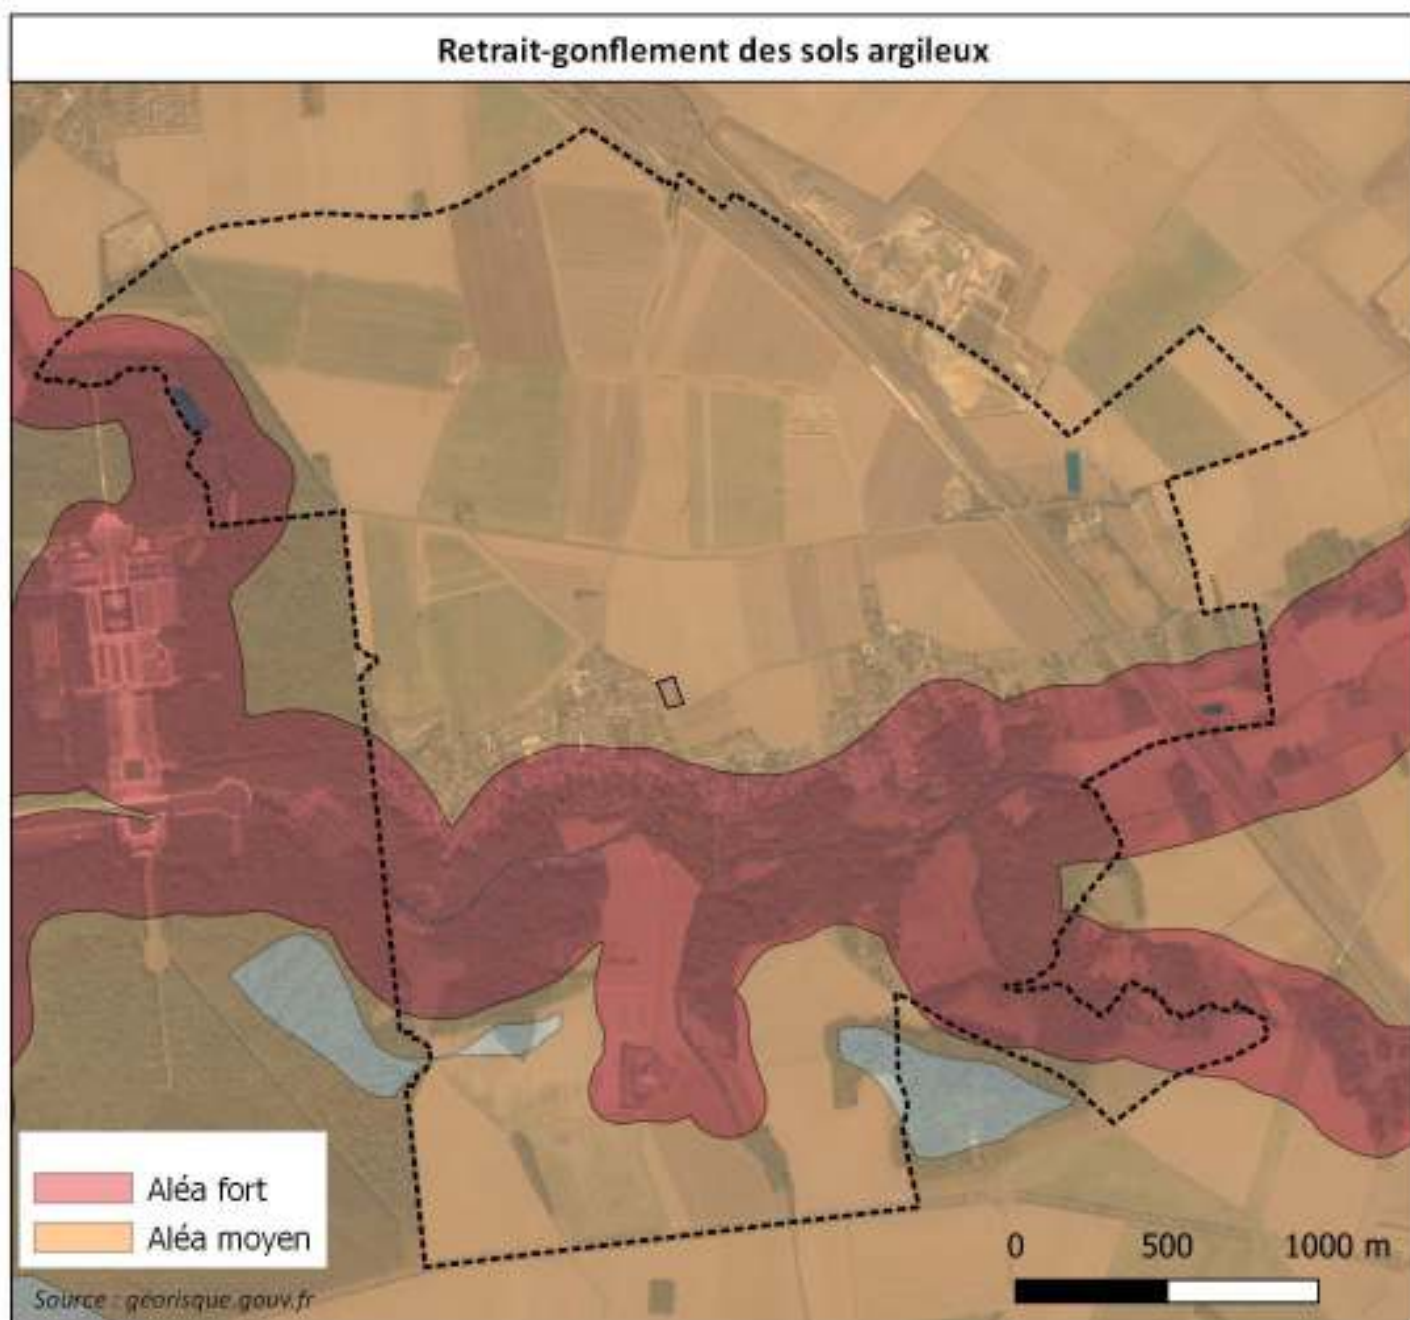 Retrait-gonflement des sols argileux
Aléa fort
Aléa moyen
Source : georisque.gouv.fr
0 500 1000 m